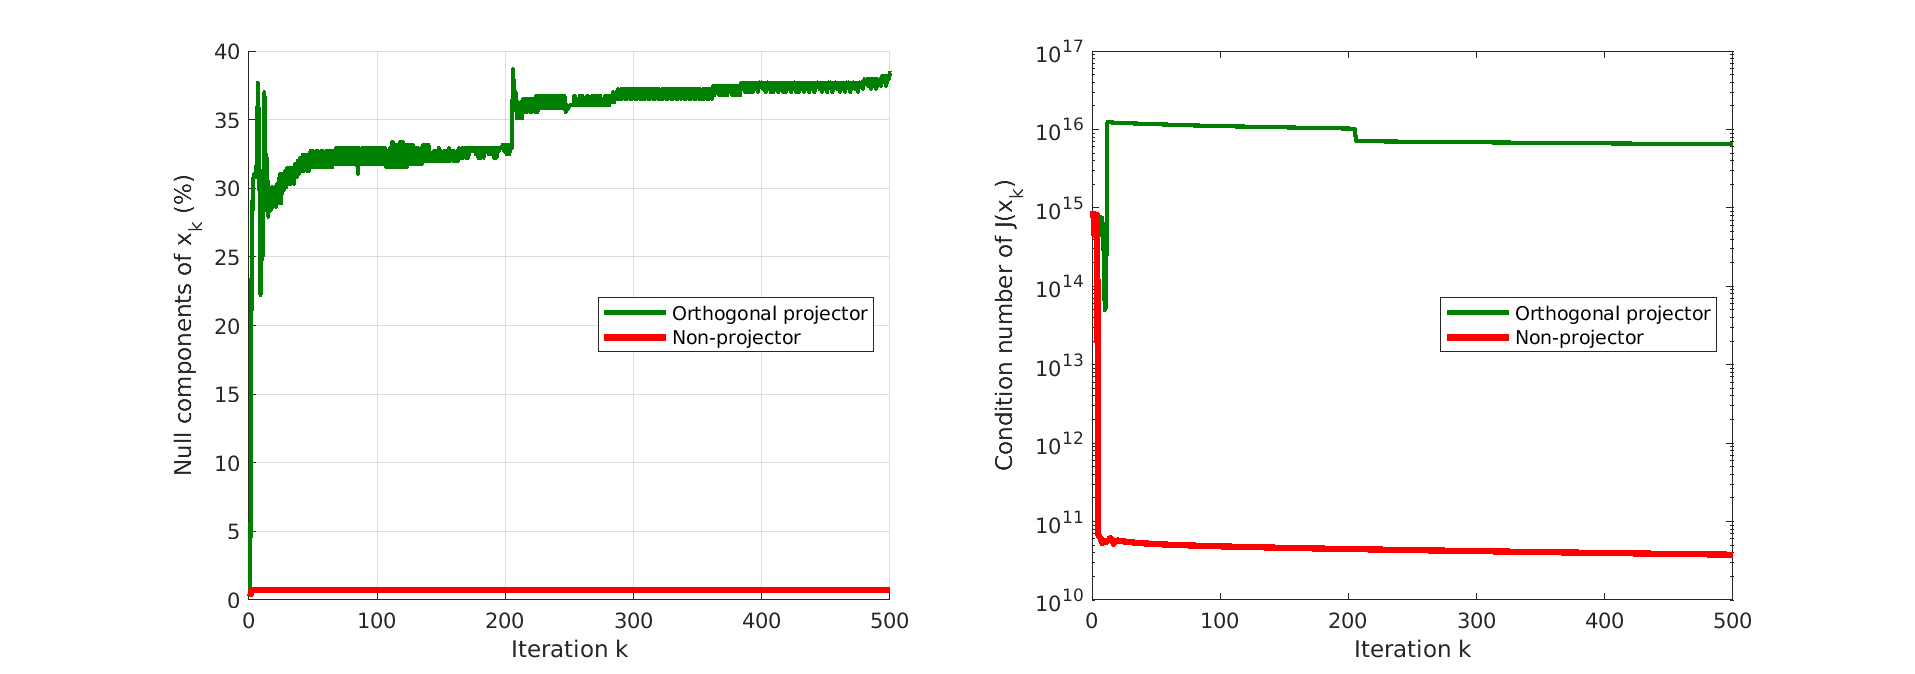 Null components of x_k (%)
40
35
30
25
20
15
10
5
0
0 100 200 300 400 500
Iteration k
Orthogonal projector
Non-projector
Condition number of J(x_k)
10^17
10^16
10^15
10^14
10^13
10^12
10^11
10^10
0 100 200 300 400 500
Iteration k
Orthogonal projector
Non-projector